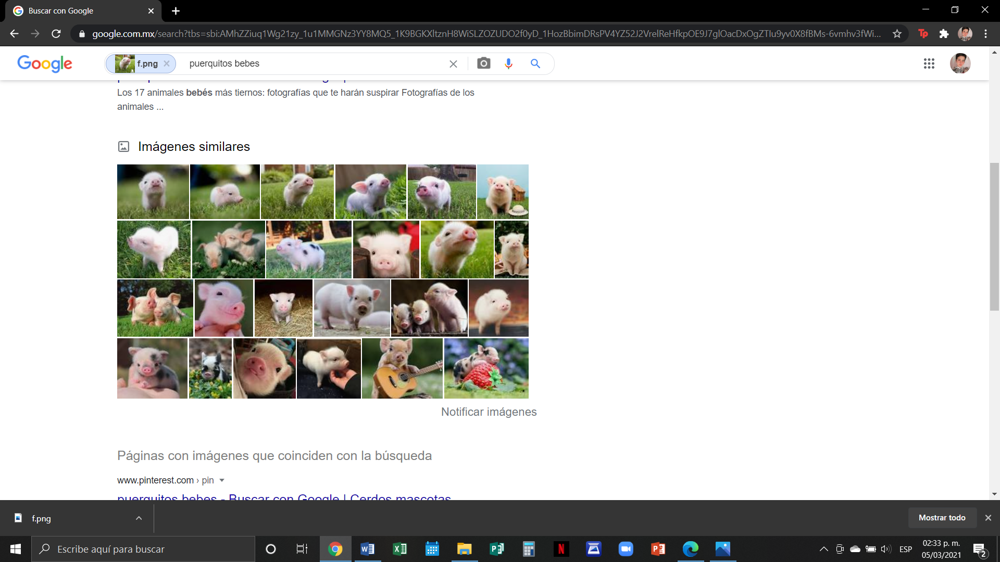 Buscar con Google
google.com.mx/search?tbs=sbi:AMhZZiuq1Wg21zy_1u1MMGNz3YY8MQ5_1K9BGKXltznH8WiSLZOZUDO2f0yD_1HozBbimDRsPV4YZ52J2VrelReHfkpOE9J7glOacDxOgZTIu9yv0X8fBMs-6vmhv3fWi...
Google
f.png
puerquitos bebes
Los 17 animales bebés más tiernos: fotografías que te harán suspirar Fotografías de los
animales ...
Imágenes similares
Notificar imágenes
Páginas con imágenes que coinciden con la búsqueda
www.pinterest.com › pin
puerquitos bebes - Buscar con Google | Cerdos mascotas
f.png
Mostrar todo
Escribe aquí para buscar
ESP
02:33 p. m.
05/03/2021
2